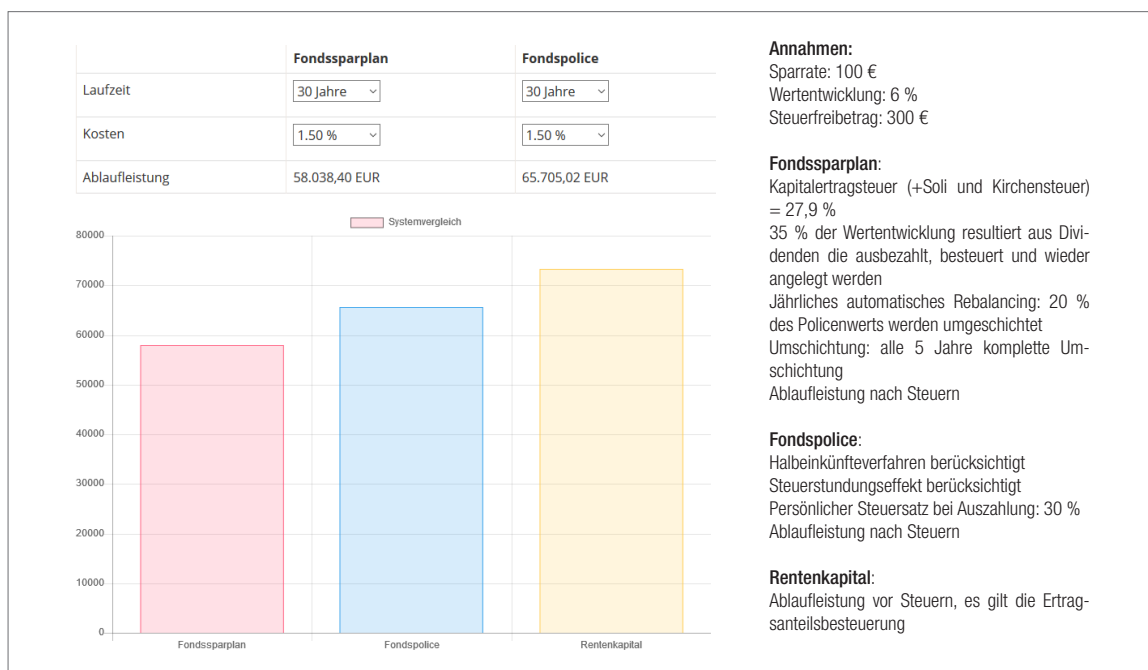 Fondssparplan Fondspolice
Laufzeit 30 Jahre 30 Jahre
Kosten 1.50 % 1.50 %
Ablaufleistung 58.038,40 EUR 65.705,02 EUR
Systemvergleich
80000
70000
60000
50000
40000
30000
20000
10000
0
Fondssparplan Fondspolice Rentenkapital
Annahmen:
Sparrate: 100 €
Wertentwicklung: 6 %
Steuerfreibetrag: 300 €
Fondssparplan:
Kapitalertragsteuer (+Soli und Kirchensteuer)
= 27,9 %
35 % der Wertentwicklung resultiert aus Divi-
denden die ausbezahlt, besteuert und wieder
angelegt werden
Jährliches automatisches Rebalancing: 20 %
des Policenwerts werden umgeschichtet
Umschichtung: alle 5 Jahre komplette Um-
schichtung
Ablaufleistung nach Steuern
Fondspolice:
Halbeinkünfteverfahren berücksichtigt
Steuerstundungseffekt berücksichtigt
Persönlicher Steuersatz bei Auszahlung: 30 %
Ablaufleistung nach Steuern
Rentenkapital:
Ablaufleistung vor Steuern, es gilt die Ertrag-
santeilsbesteuerung